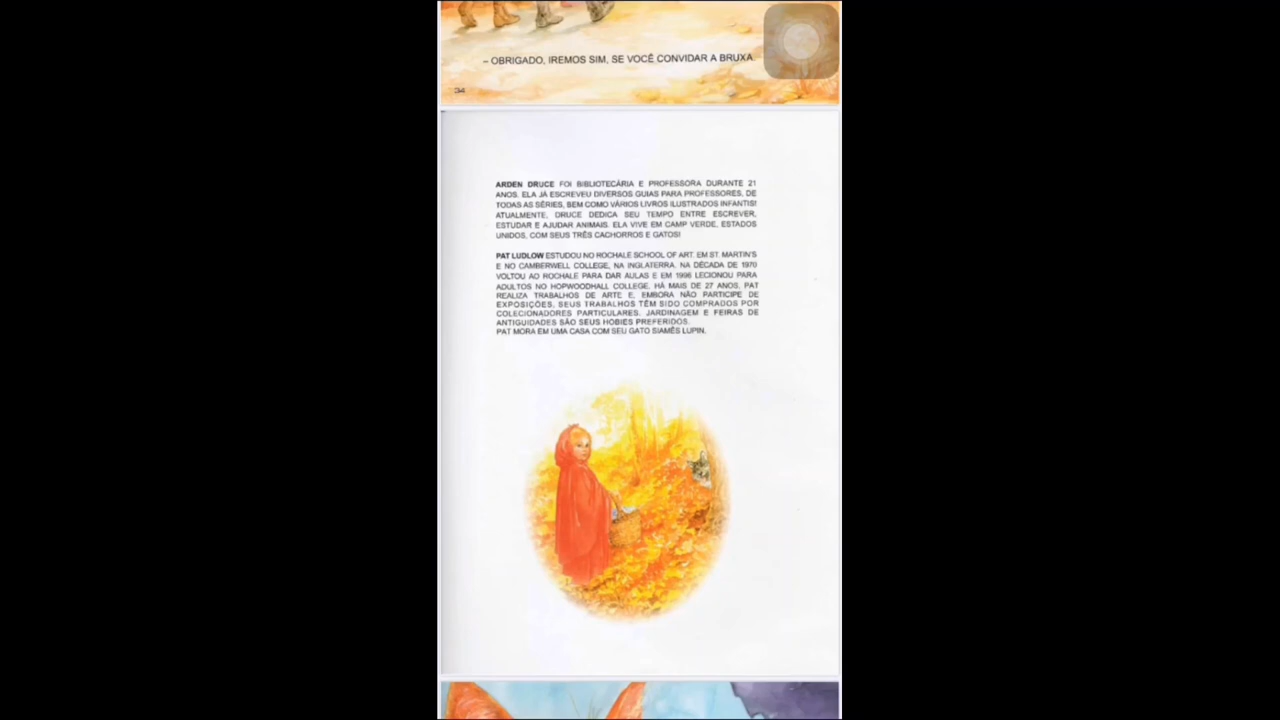 – OBRIGADO, IREMOS SIM, SE VOCÊ CONVIDAR A BRUXA.
34
ARDEN DRUCE FOI BIBLIOTECÁRIA E PROFESSORA DURANTE 21
ANOS. ELA JÁ ESCREVEU DIVERSOS GUIAS PARA PROFESSORES, DE
TODAS AS SÉRIES, BEM COMO VÁRIOS LIVROS ILUSTRADOS INFANTIS!
ATUALMENTE, DRUCE DEDICA SEU TEMPO ENTRE ESCREVER,
ESTUDAR E AJUDAR ANIMAIS. ELA VIVE EM CAMP VERDE, ESTADOS
UNIDOS, COM SEUS TRÊS CACHORROS E GATOS!
PAT LUDLOW ESTUDOU NO ROCHALE SCHOOL OF ART. EM ST. MARTIN'S
E NO CAMBERWELL COLLEGE, NA INGLATERRA. NA DÉCADA DE 1970
VOLTOU AO ROCHALE PARA DAR AULAS E EM 1996 LECIONOU PARA
ADULTOS NO HOPWOODHALL COLLEGE. HÁ MAIS DE 27 ANOS, PAT
REALIZA TRABALHOS DE ARTE E, EMBORA NÃO PARTICIPE DE
EXPOSIÇÕES, SEUS TRABALHOS TÊM SIDO COMPRADOS POR
COLECIONADORES PARTICULARES. JARDINAGEM E FEIRAS DE
ANTIGUIDADES SÃO SEUS HOBIES PREFERIDOS.
PAT MORA EM UMA CASA COM SEU GATO SIAMÊS LUPIN.